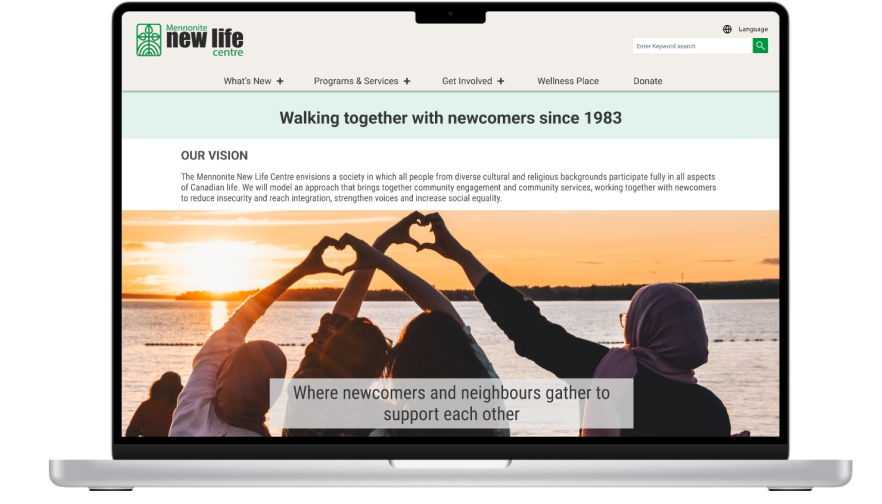 Mennonite
new life
centre
Language
Enter Keyword search
What's New +
Programs & Services +
Get Involved +
Wellness Place
Donate
Walking together with newcomers since 1983
OUR VISION
The Mennonite New Life Centre envisions a society in which all people from diverse cultural and religious backgrounds participate fully in all aspects
of Canadian life. We will model an approach that brings together community engagement and community services, working together with newcomers
to reduce insecurity and reach integration, strengthen voices and increase social equality.
Where newcomers and neighbours gather to
support each other